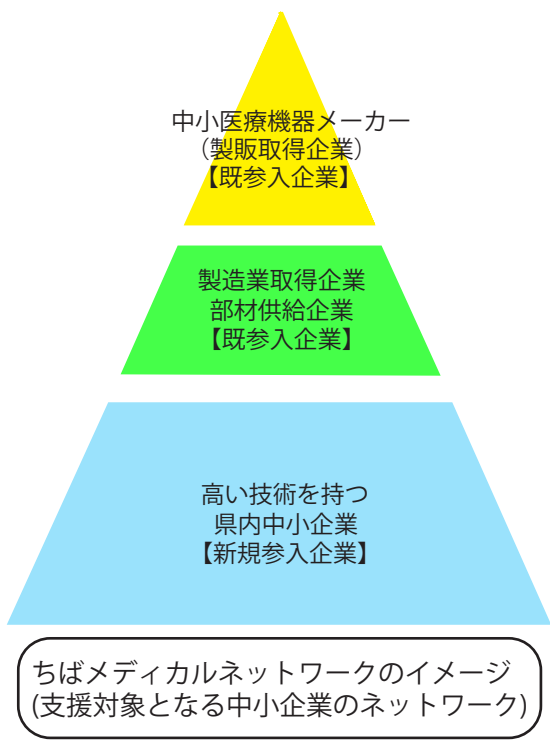 中小医療機器メーカー
（製販取得企業）
【既参入企業】
製造業取得企業
部材供給企業
【既参入企業】
高い技術を持つ
県内中小企業
【新規参入企業】
ちばメディカルネットワークのイメージ
(支援対象となる中小企業のネットワーク)